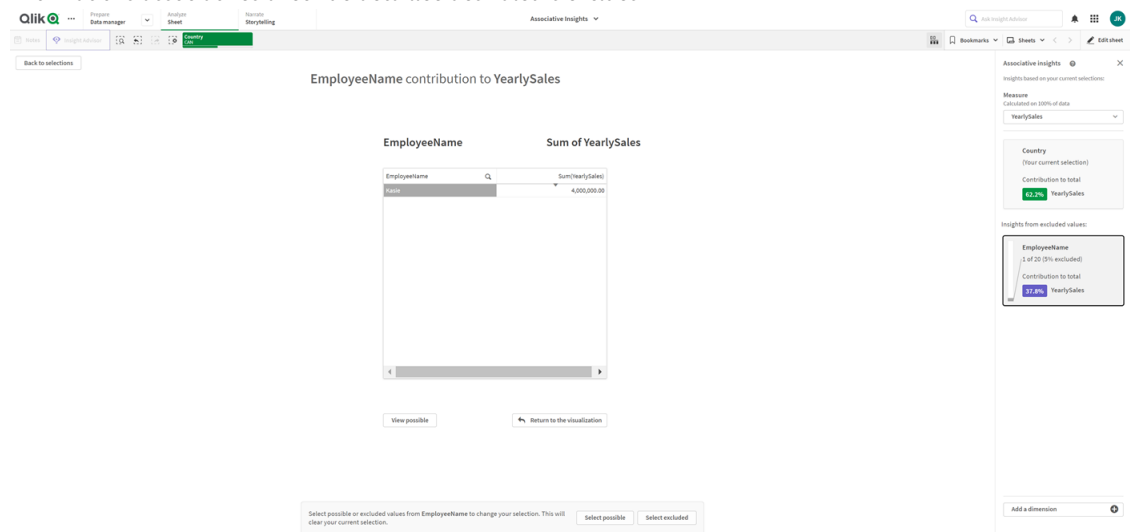 Qlik
Prepare
Data manager
Analyze
Sheet
Narrate
Storytelling
Associative Insights
Ask Insight Advisor
JK
Notes
Insight Advisor
Country
CAN
Bookmarks
Sheets
Edit sheet
Back to selections
EmployeeName contribution to YearlySales
EmployeeName
Sum of YearlySales
EmployeeName
Sum(YearlySales)
Kasie
4,000,000.00
View possible
Return to the visualization
Select possible or excluded values from EmployeeName to change your selection. This will
clear your current selection.
Select possible
Select excluded
Associative insights
Insights based on your current selections:
Measure
Calculated on 100% of data
YearlySales
Country
(Your current selection)
Contribution to total
62.2% YearlySales
Insights from excluded values:
EmployeeName
1 of 20 (5% excluded)
Contribution to total
37.8% YearlySales
Add a dimension